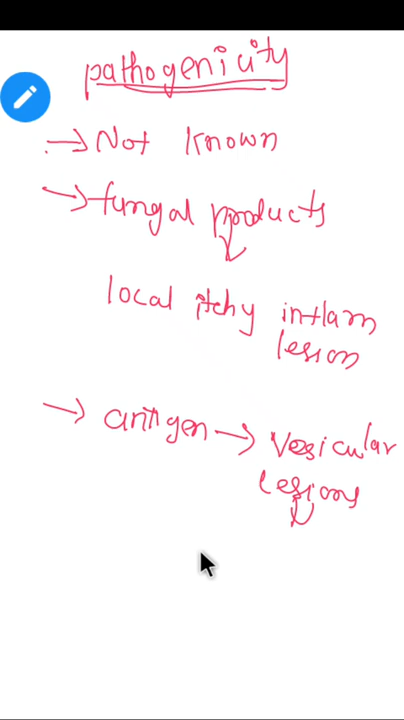 pathogenicity
→ Not known
→ fungal products
↓
local itchy inflam
lesion
→ antigen → vesicular
lesions
↓